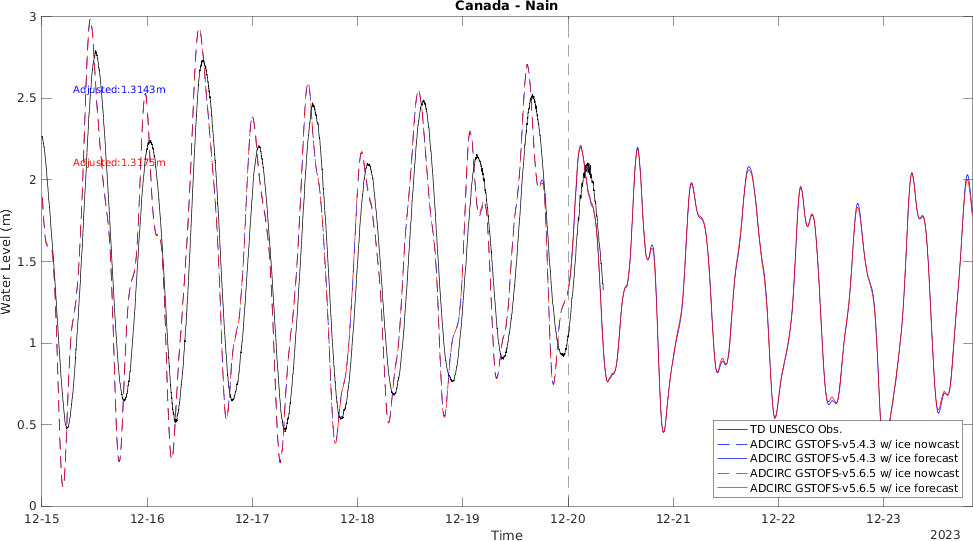 Canada - Nain
3
2.5
2
1.5
1
0.5
0
Water Level (m)
Adjusted:1.3143m
Adjusted:1.3175m
12-15 12-16 12-17 12-18 12-19 12-20 12-21 12-22 12-23
Time
2023
TD UNESCO Obs.
ADCIRC GSTOFS-v5.4.3 w/ ice nowcast
ADCIRC GSTOFS-v5.4.3 w/ ice forecast
ADCIRC GSTOFS-v5.6.5 w/ ice nowcast
ADCIRC GSTOFS-v5.6.5 w/ ice forecast